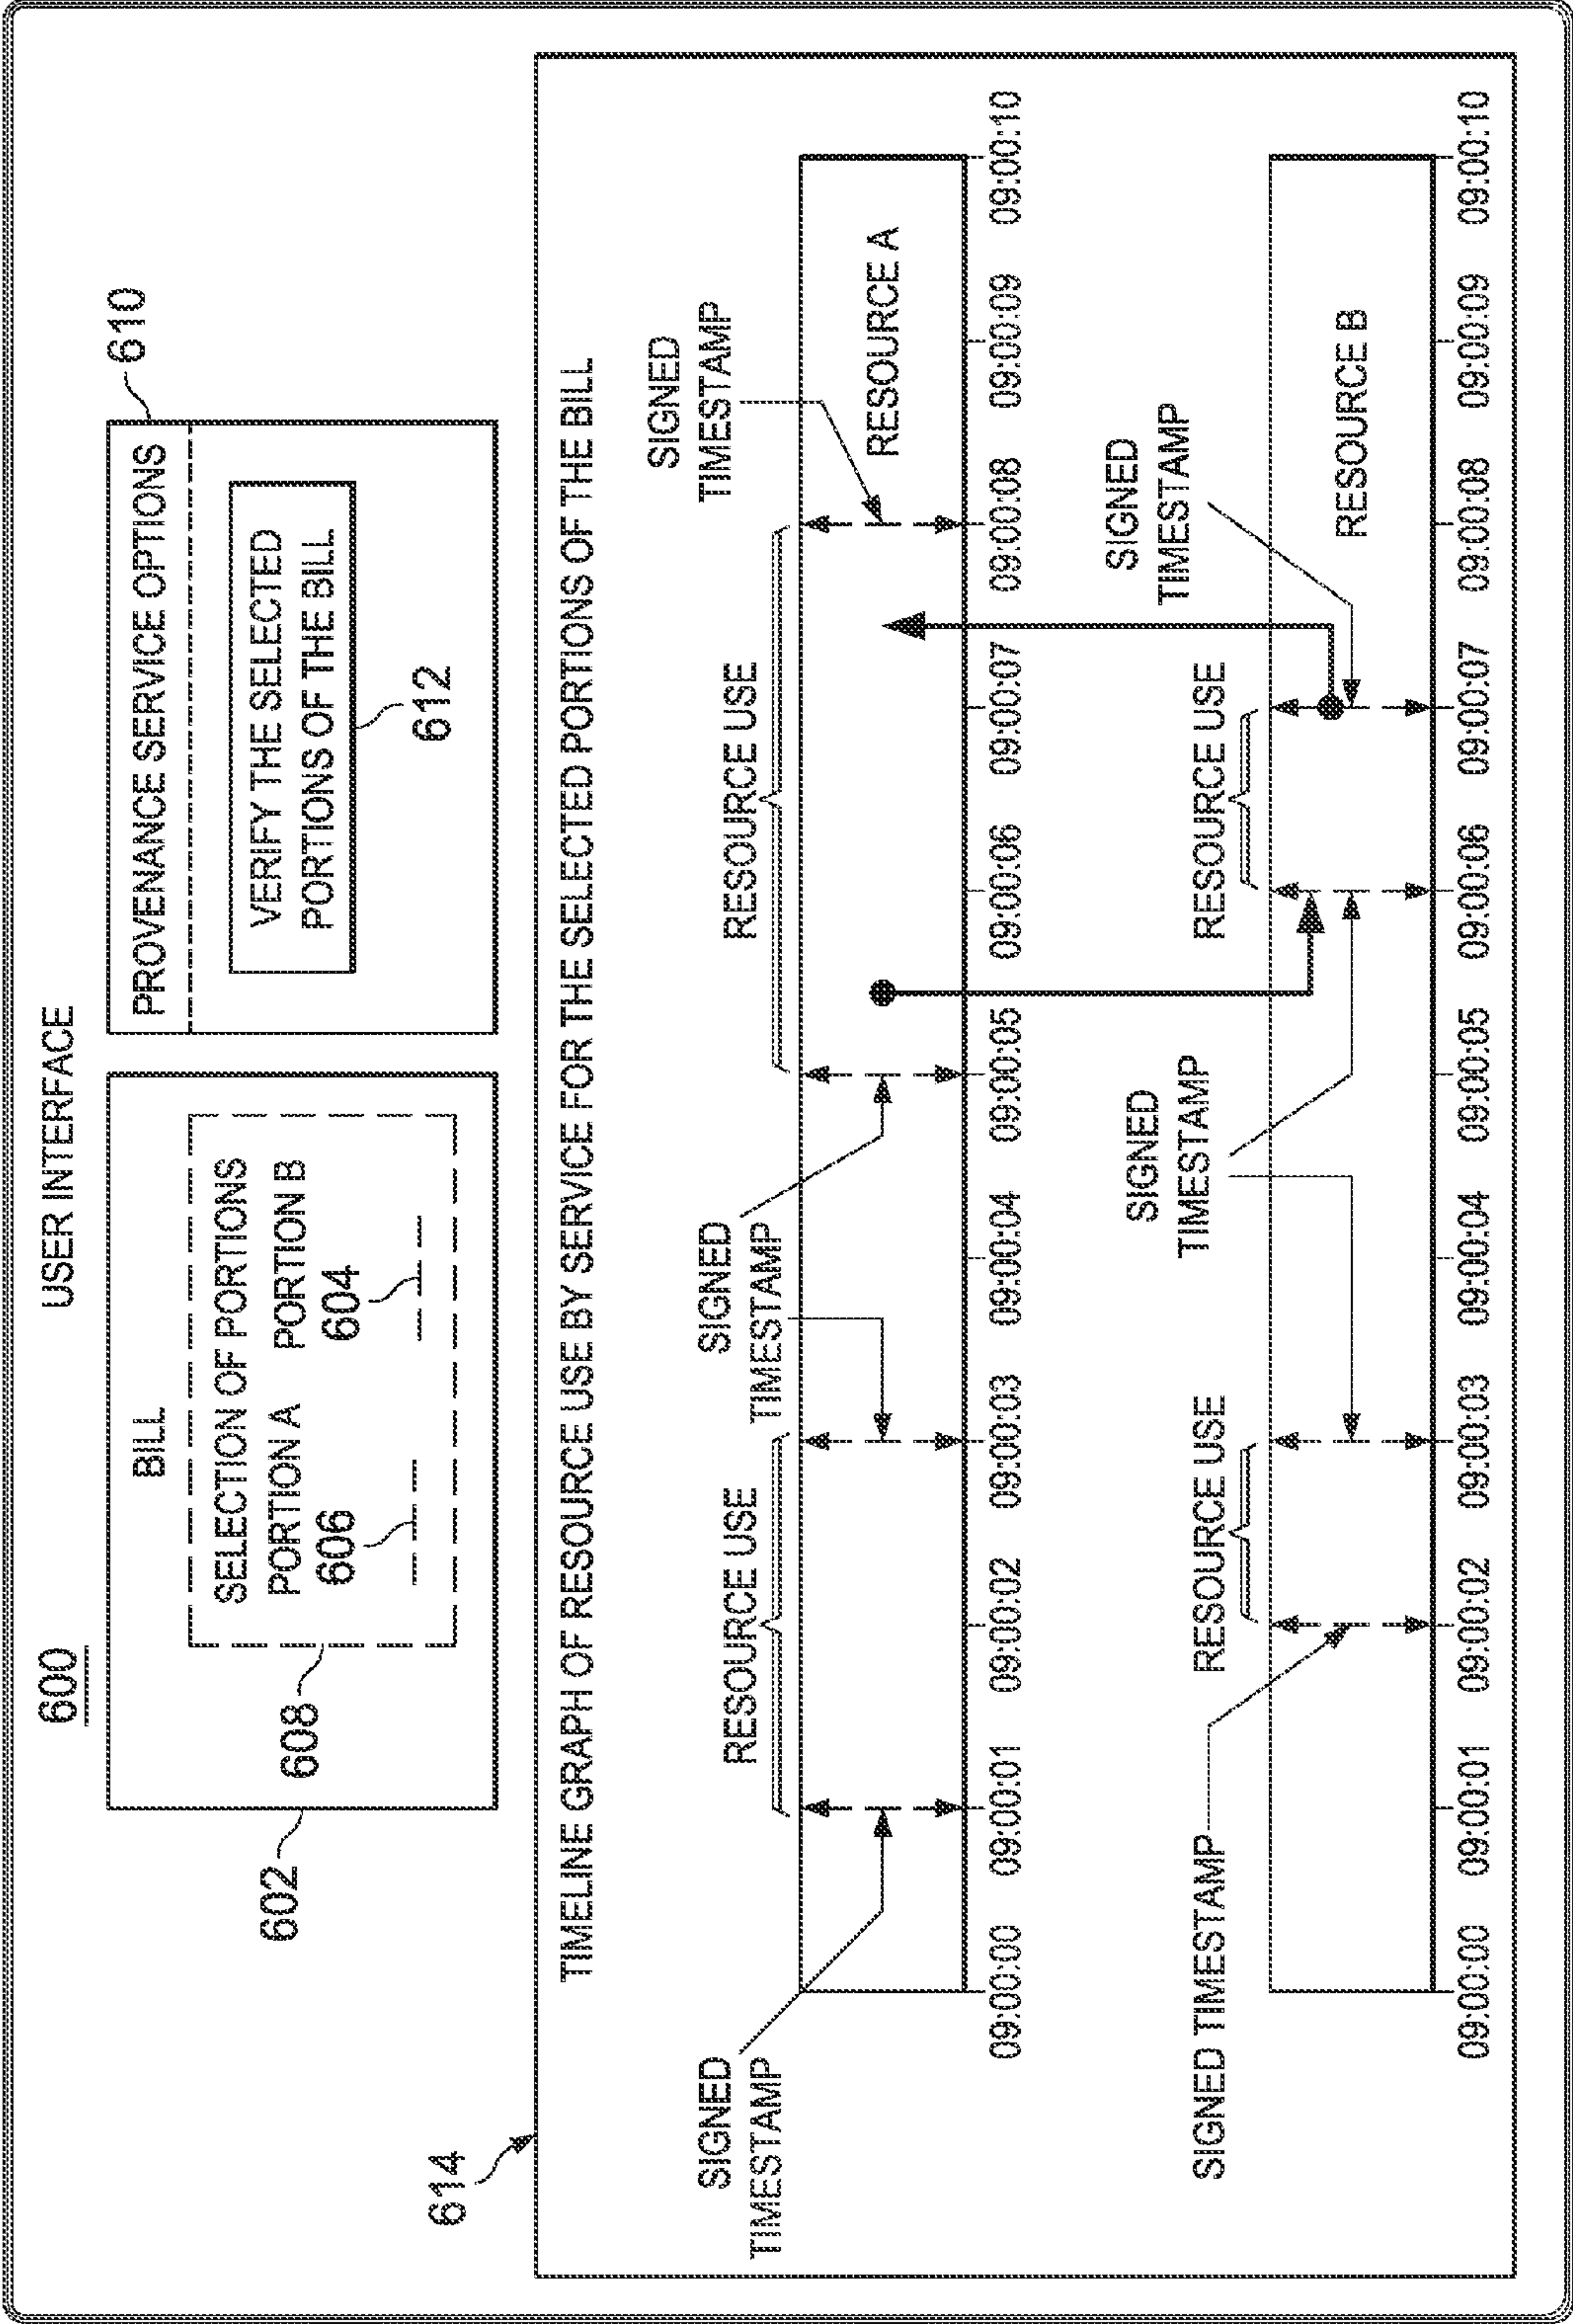 600
USER INTERFACE
602
608
BILL
SELECTION OF PORTIONS
PORTION A
606
PORTION B
604
PROVENANCE SERVICE OPTIONS
610
VERIFY THE SELECTED
PORTIONS OF THE BILL
612
614
TIMELINE GRAPH OF RESOURCE USE BY SERVICE FOR THE SELECTED PORTIONS OF THE BILL
SIGNED
TIMESTAMP
RESOURCE USE
SIGNED
TIMESTAMP
RESOURCE USE
SIGNED
TIMESTAMP
RESOURCE A
09:00:00
09:00:01
09:00:02
09:00:03
09:00:04
09:00:05
09:00:06
09:00:07
09:00:08
09:00:09
09:00:10
SIGNED TIMESTAMP
RESOURCE USE
SIGNED
TIMESTAMP
RESOURCE USE
SIGNED
TIMESTAMP
RESOURCE B
09:00:00
09:00:01
09:00:02
09:00:03
09:00:04
09:00:05
09:00:06
09:00:07
09:00:08
09:00:09
09:00:10